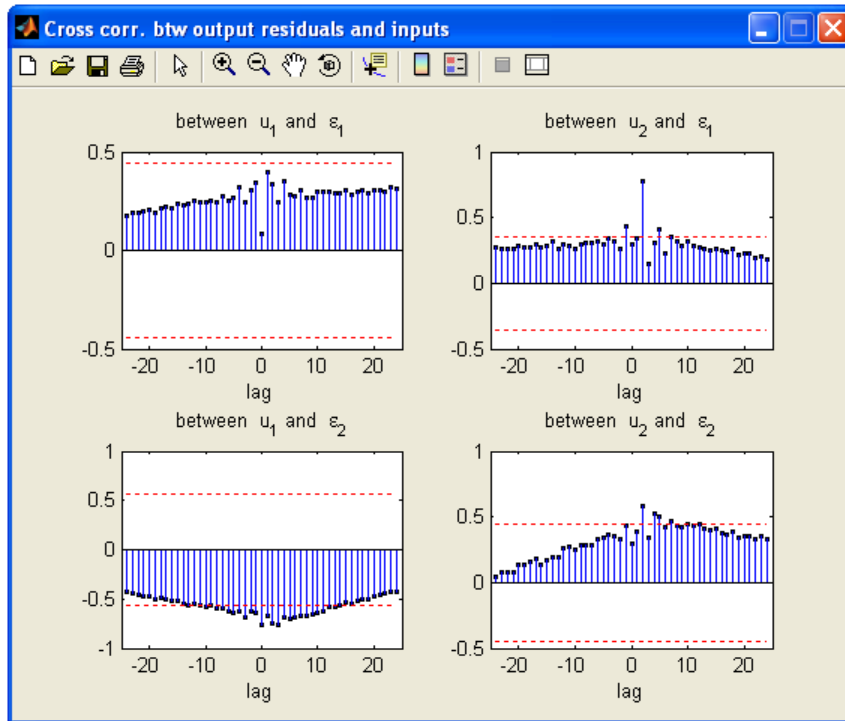 Cross corr. btw output residuals and inputs
between u1 and ε1
0.5
0
-0.5
-20 -10 0 10 20
lag
between u2 and ε1
1
0.5
0
-0.5
-20 -10 0 10 20
lag
between u1 and ε2
1
0.5
0
-0.5
-1
-20 -10 0 10 20
lag
between u2 and ε2
1
0.5
0
-0.5
-20 -10 0 10 20
lag